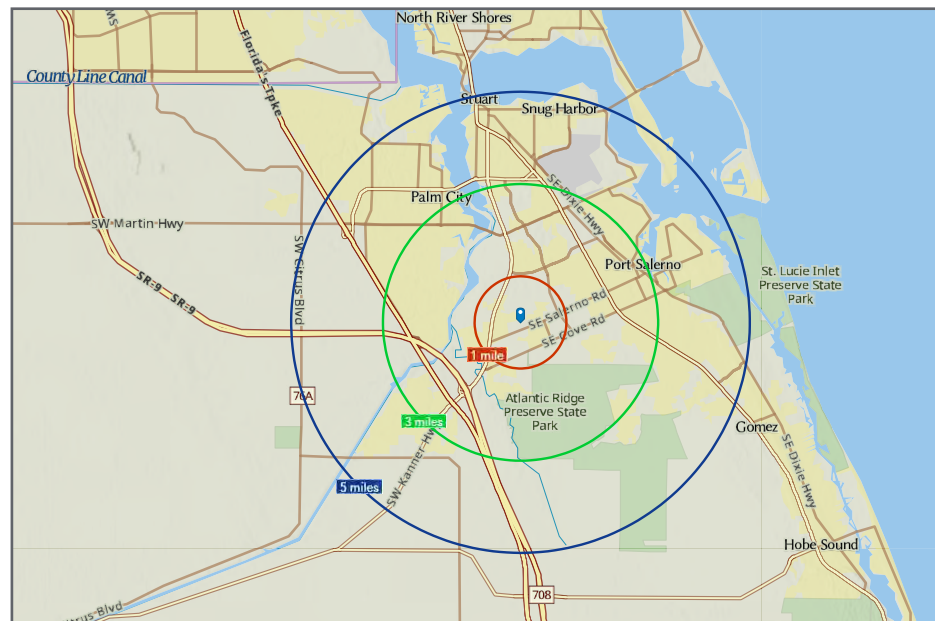 North River Shores
SW
Florida's Tpke
County Line Canal
Stuart
Snug Harbor
SE-Dixie-Hwy
Palm City
SW Martin Hwy
SW-Citrus-Blvd
Port Salerno
St. Lucie Inlet
Preserve State
Park
SR-9
SR-9
SE-Salerno-Rd
SE-Cove-Rd
1 mile
76A
Atlantic Ridge
Preserve State
Park
3 miles
Gomez
SE-Dixie-Hwy
SW-Kanner-Hwy
5 miles
Hobe Sound
708
Blvd